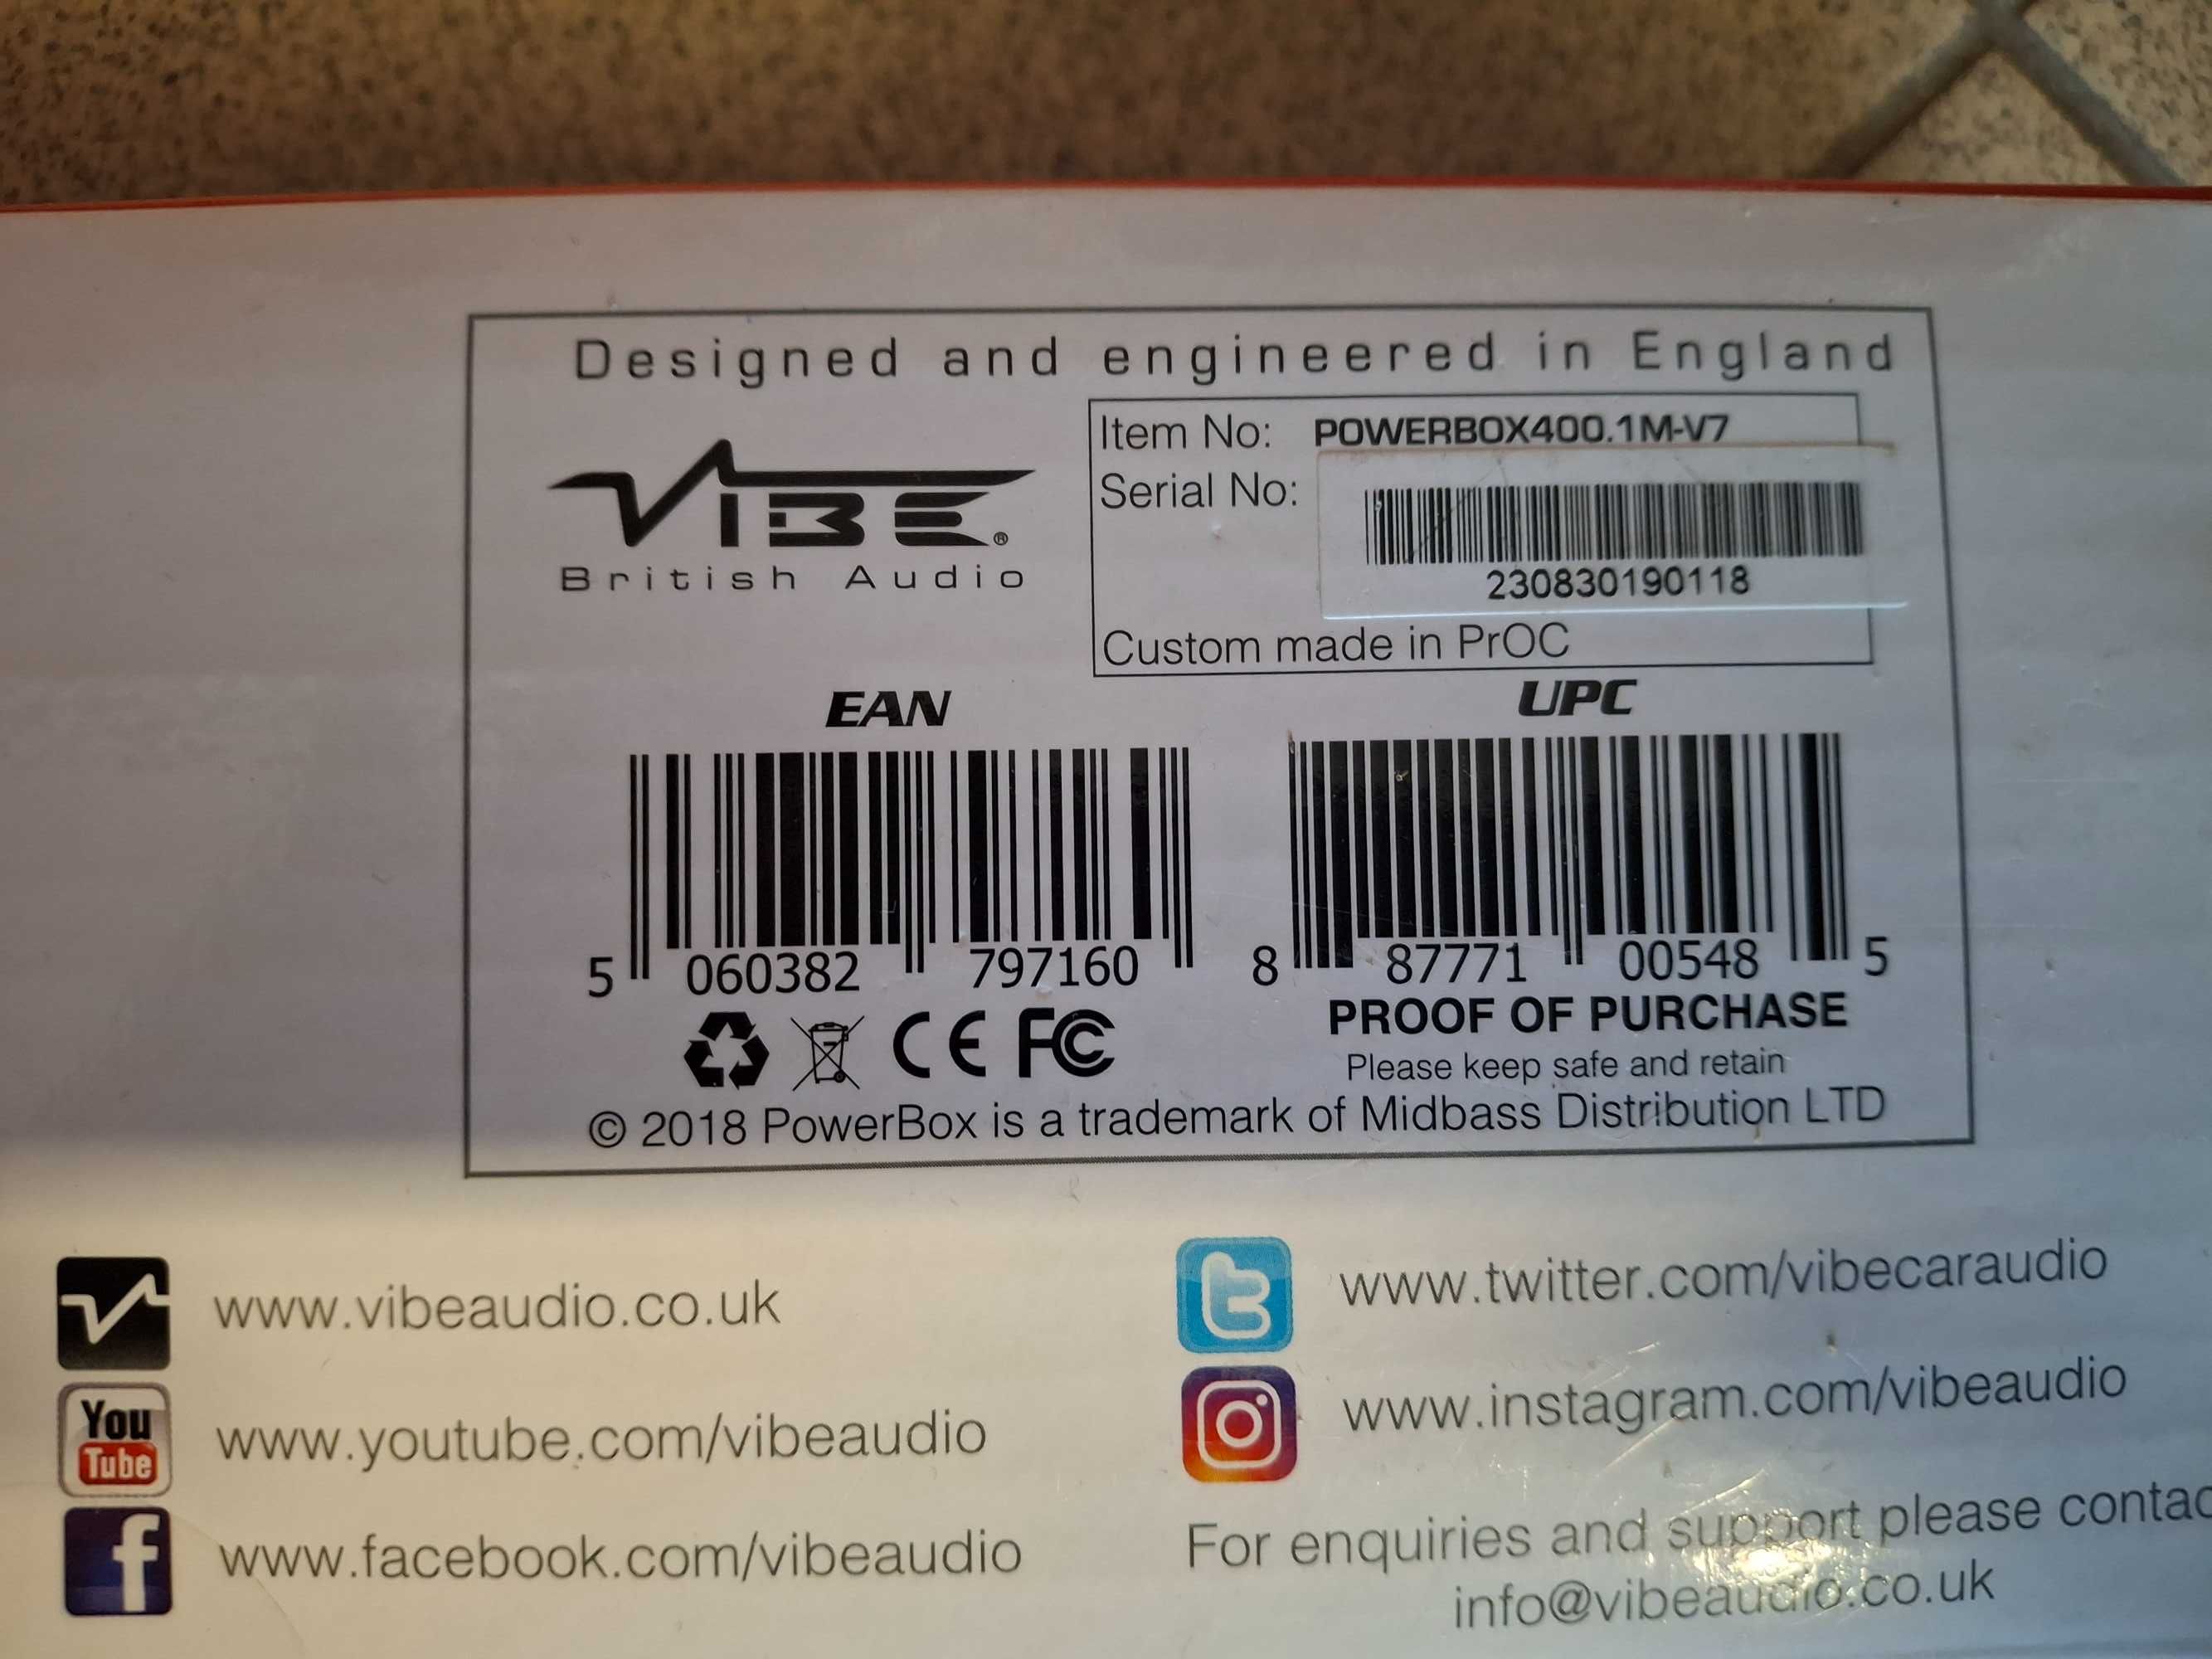 Designed and engineered in England
VIBE®
British Audio
Item No: POWERBOX400.1M-V7
Serial No:
230830190118
Custom made in PrOC
EAN
UPC
5 060382 797160
8 87771 00548 5
CE FC
PROOF OF PURCHASE
Please keep safe and retain
© 2018 PowerBox is a trademark of Midbass Distribution LTD
www.vibeaudio.co.uk
You
Tube
www.youtube.com/vibeaudio
f www.facebook.com/vibeaudio
t www.twitter.com/vibecaraudio
www.instagram.com/vibeaudio
For enquiries and support please contac
info@vibeaudio.co.uk